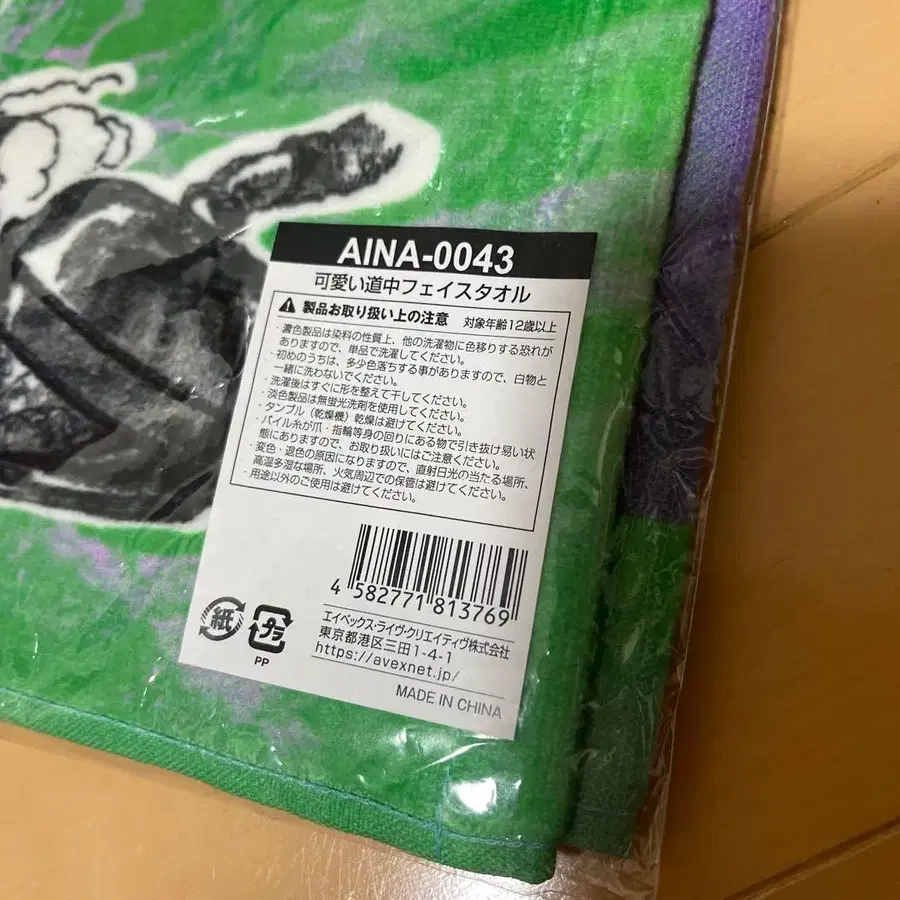 AINA-0043
可愛い道中フェイスタオル
製品お取り扱い上の注意 対象年齢12歳以上
・濃色製品は染料の性質上、他の洗濯物に色移りする恐れが
ありますので、単品で洗濯してください。
・初めのうちは、多少色落ちする事がありますので、白物と
一緒に洗わないでください。
・洗濯後はすぐに形を整えて干してください。
・淡色製品は無蛍光洗剤を使用してください。
・タンブル（乾燥機）乾燥は避けてください。
・パイル糸が爪・指輪等身の回りにある物で引き抜け易い状
態にありますので、お取り扱いにはご注意ください。
・変色・退色の原因になりますので、直射日光の当たる場所、
高温多湿な場所、火気周辺での保管は避けてください。
・用途以外のご使用は避けてください。
4 582771 813769
紙
プラ
PP
エイベックス・ライヴ・クリエイティヴ株式会社
東京都港区三田1-4-1
https://avexnet.jp/
MADE IN CHINA